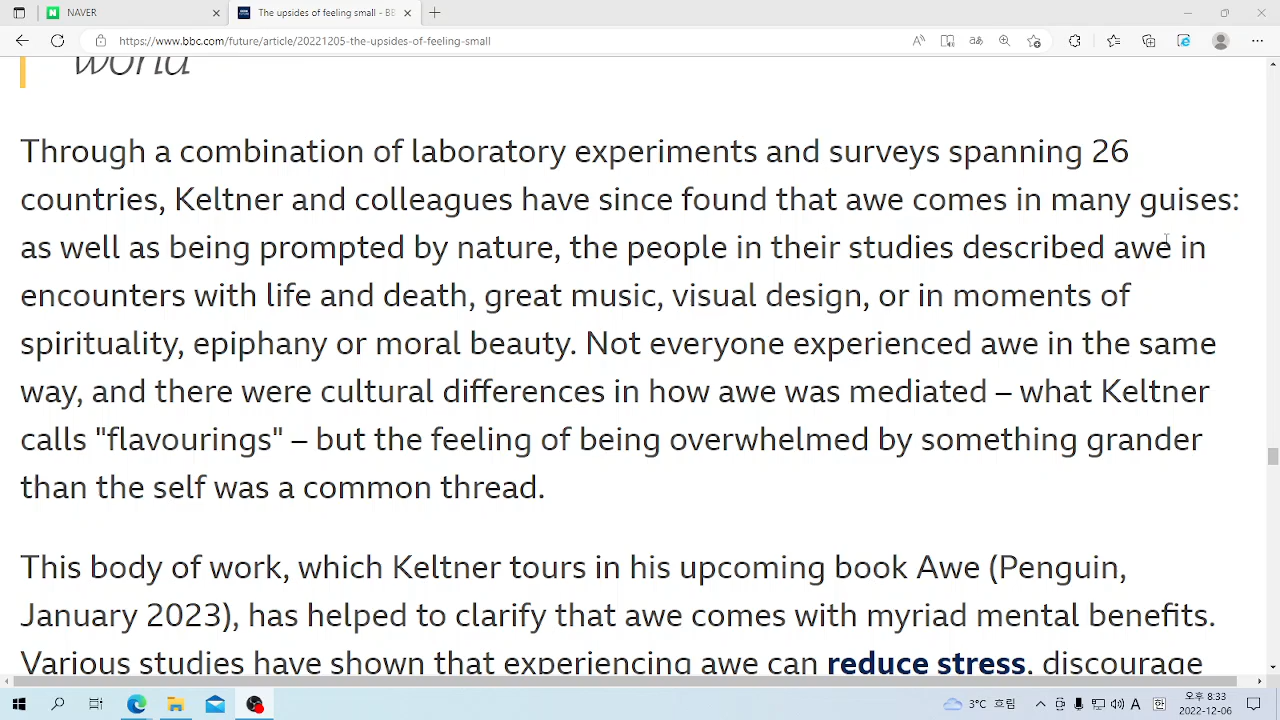 NAVER
The upsides of feeling small - BB
https://www.bbc.com/future/article/20221205-the-upsides-of-feeling-small
world
Through a combination of laboratory experiments and surveys spanning 26
countries, Keltner and colleagues have since found that awe comes in many guises:
as well as being prompted by nature, the people in their studies described awe in
encounters with life and death, great music, visual design, or in moments of
spirituality, epiphany or moral beauty. Not everyone experienced awe in the same
way, and there were cultural differences in how awe was mediated – what Keltner
calls "flavourings" – but the feeling of being overwhelmed by something grander
than the self was a common thread.
This body of work, which Keltner tours in his upcoming book Awe (Penguin,
January 2023), has helped to clarify that awe comes with myriad mental benefits.
Various studies have shown that experiencing awe can reduce stress, discourage
3°C 흐림
A
오후 8:33
2022-12-06